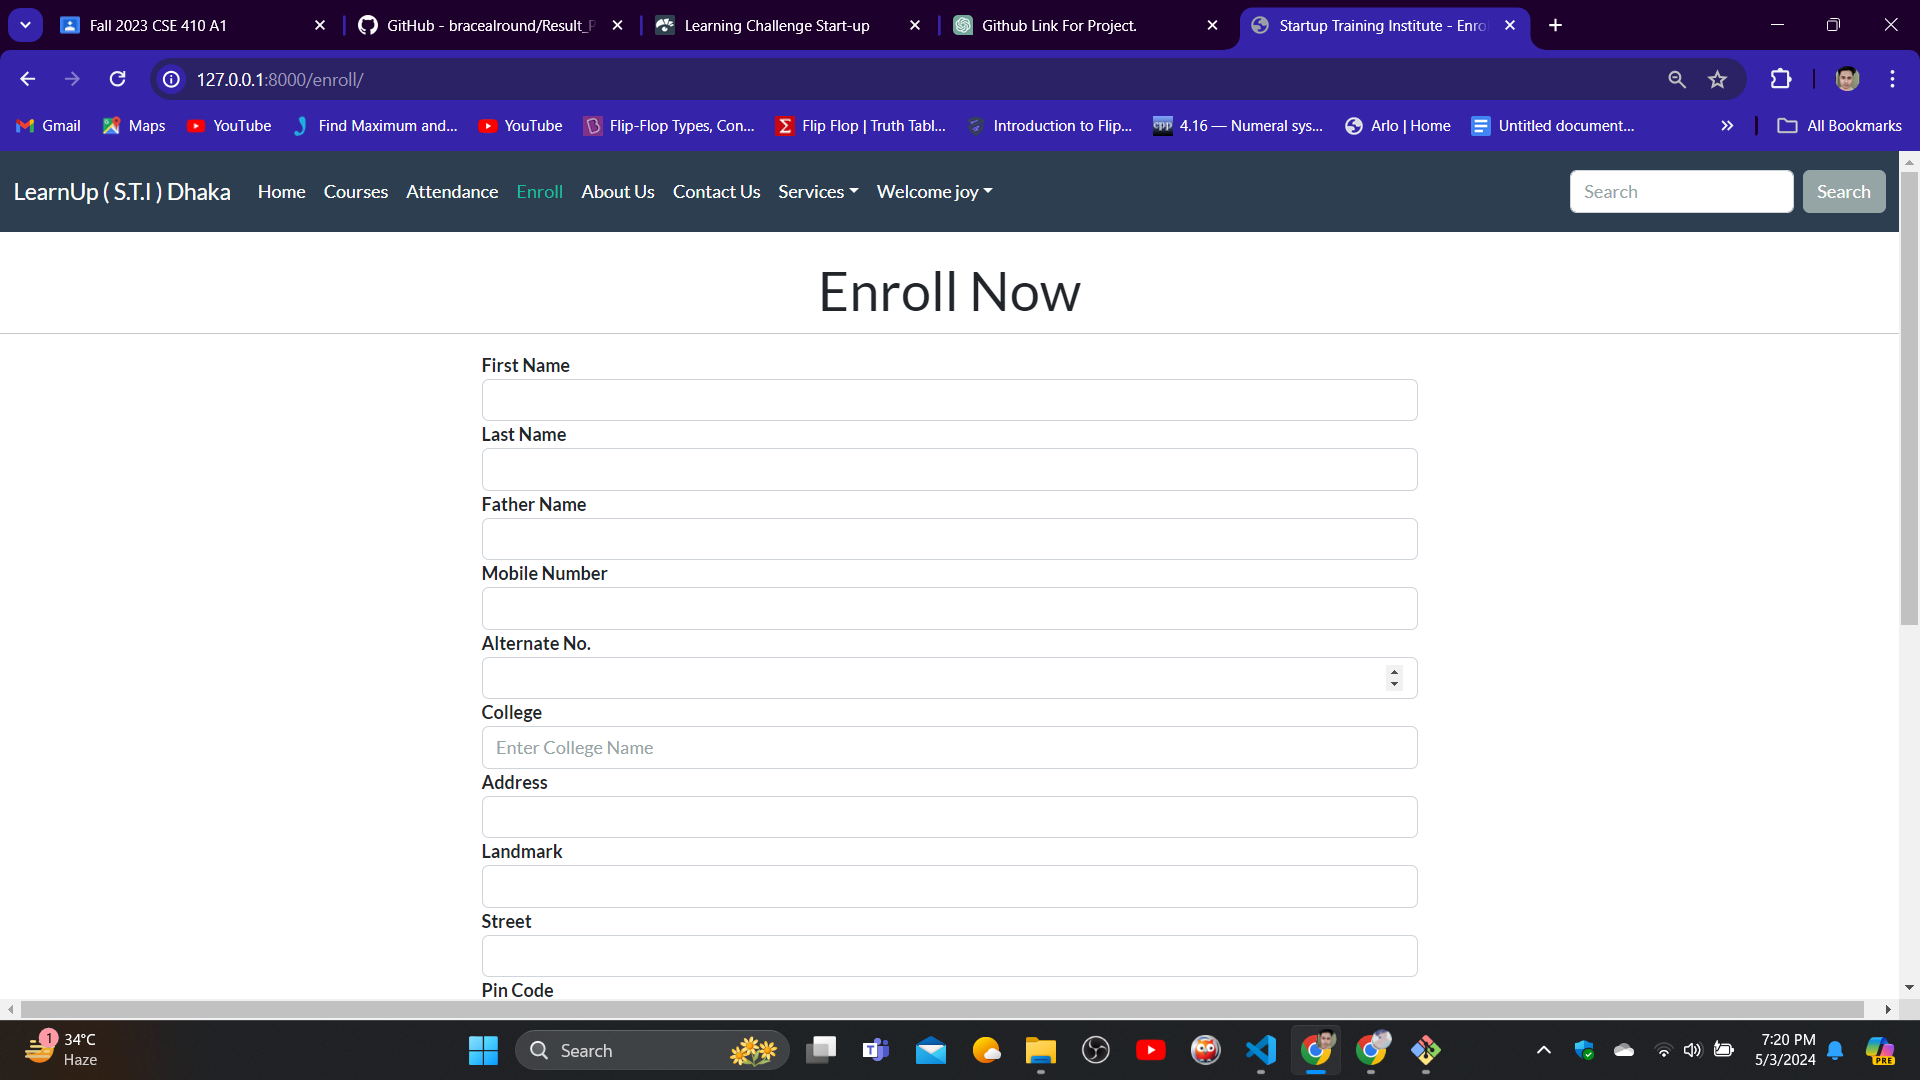 Fall 2023 CSE 410 A1
GitHub - bracealround/Result_P
Learning Challenge Start-up
Github Link For Project.
Startup Training Institute - Enro
127.0.0.1:8000/enroll/
Gmail
Maps
YouTube
Find Maximum and...
YouTube
Flip-Flop Types, Con...
Flip Flop | Truth Tabl...
Introduction to Flip...
cpp
4.16 — Numeral sys...
Arlo | Home
Untitled document...
All Bookmarks
LearnUp ( S.T.I ) Dhaka
Home
Courses
Attendance
Enroll
About Us
Contact Us
Services
Welcome joy
Search
Search
Enroll Now
First Name
Last Name
Father Name
Mobile Number
Alternate No.
College
Enter College Name
Address
Landmark
Street
Pin Code
1
34°C
Haze
Search
7:20 PM
5/3/2024
PRE